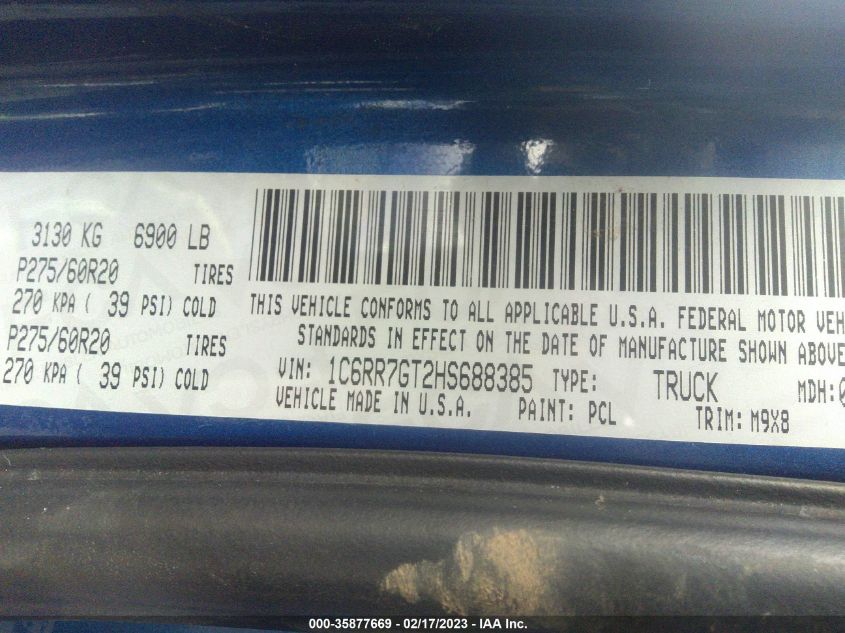 3130 KG 6900 LB
P275/60R20 TIRES
270 KPA ( 39 PSI) COLD
P275/60R20 TIRES
270 KPA ( 39 PSI) COLD
THIS VEHICLE CONFORMS TO ALL APPLICABLE U.S.A. FEDERAL MOTOR VEH
STANDARDS IN EFFECT ON THE DATE OF MANUFACTURE SHOWN ABOVE
VIN: 1C6RR7GT2HS688385 TYPE: TRUCK MDH:0
VEHICLE MADE IN U.S.A. PAINT: PCL TRIM: M9X8
000-35877669 - 02/17/2023 - IAA Inc.